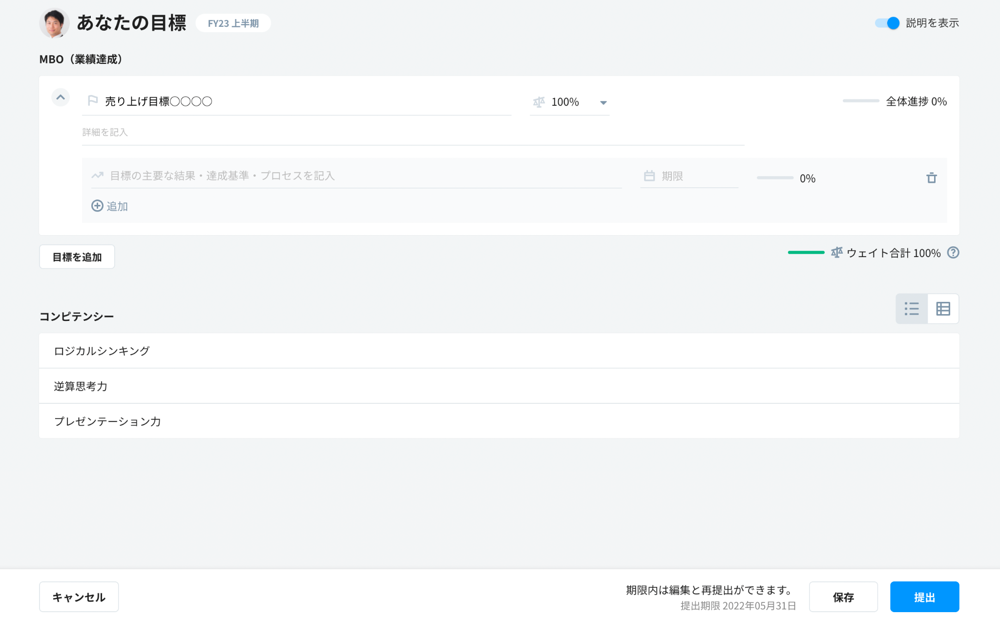 あなたの目標
FY23 上半期
説明を表示
MBO（業績達成）
売り上げ目標〇〇〇〇
100%
全体進捗 0%
詳細を記入
目標の主要な結果・達成基準・プロセスを記入
期限
0%
追加
目標を追加
ウェイト合計 100%
コンピテンシー
ロジカルシンキング
逆算思考力
プレゼンテーション力
キャンセル
期限内は編集と再提出ができます。
提出期限 2022年05月31日
保存
提出